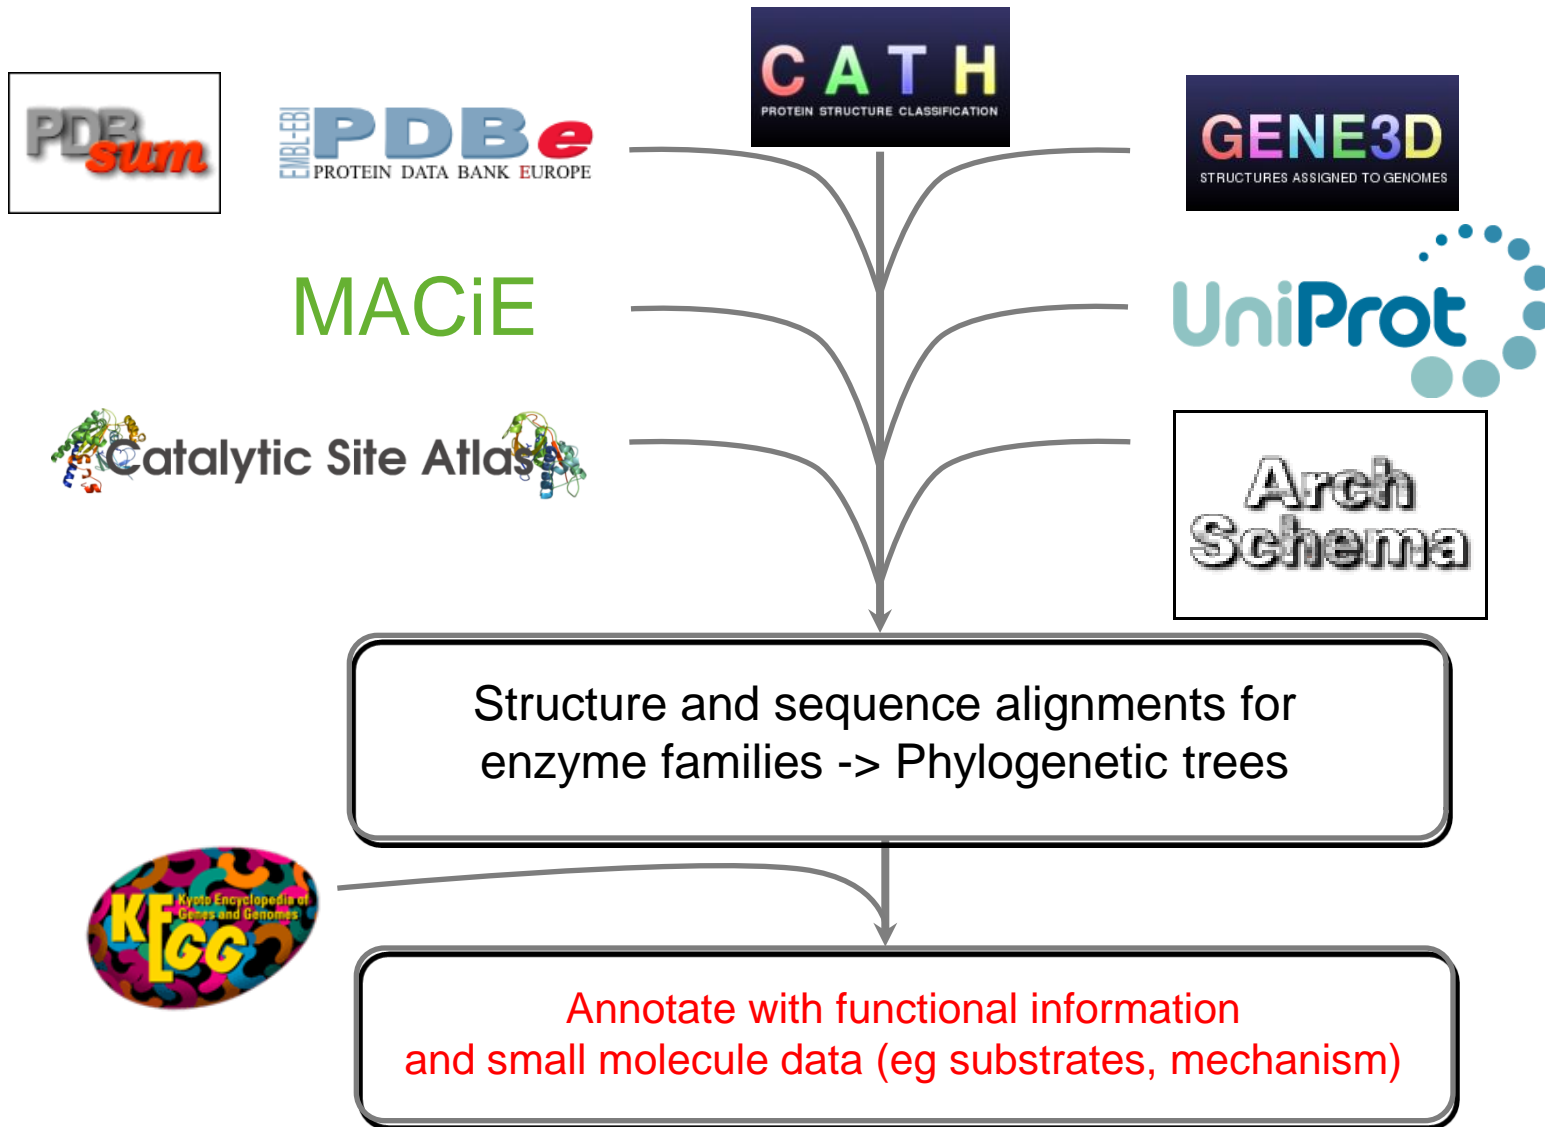 C A T H
PROTEIN STRUCTURE CLASSIFICATION
PDBsum
EMBL-EBI
PDBe
PROTEIN DATA BANK EUROPE
GENE3D
STRUCTURES ASSIGNED TO GENOMES
MACiE
UniProt
Catalytic Site Atlas
Arch
Schema
Structure and sequence alignments for
enzyme families -> Phylogenetic trees
KEGG
Kyoto Encyclopedia of
Genes and Genomes
Annotate with functional information
and small molecule data (eg substrates, mechanism)